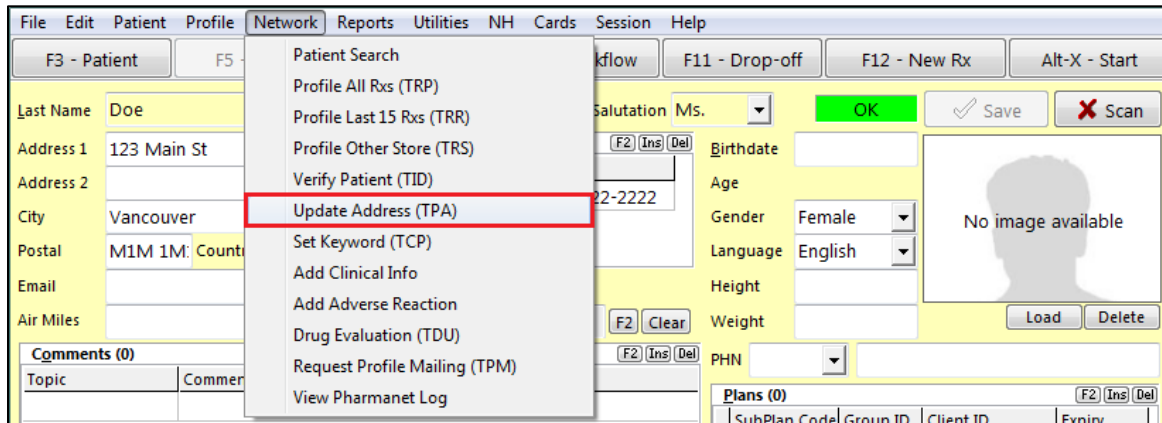 File Edit Patient Profile Network Reports Utilities NH Cards Session Help
F3 - Patient F5 - kflow F11 - Drop-off F12 - New Rx Alt-X - Start
Patient Search
Profile All Rxs (TRP)
Profile Last 15 Rxs (TRR)
Profile Other Store (TRS)
Verify Patient (TID)
Update Address (TPA)
Set Keyword (TCP)
Add Clinical Info
Add Adverse Reaction
Drug Evaluation (TDU)
Request Profile Mailing (TPM)
View Pharmanet Log
Last Name Doe Salutation Ms. OK Save Scan
Address 1 123 Main St F2 Ins Del
Address 2 22-2222
City Vancouver
Postal M1M 1M Countr
Email
Air Miles F2 Clear
Birthdate
Age
Gender Female
Language English
Height
Weight
No image available
Load Delete
PHN
Comments (0) F2 Ins Del
Topic Commen
Plans (0) F2 Ins Del
SubPlan Code Group ID Client ID Expiry